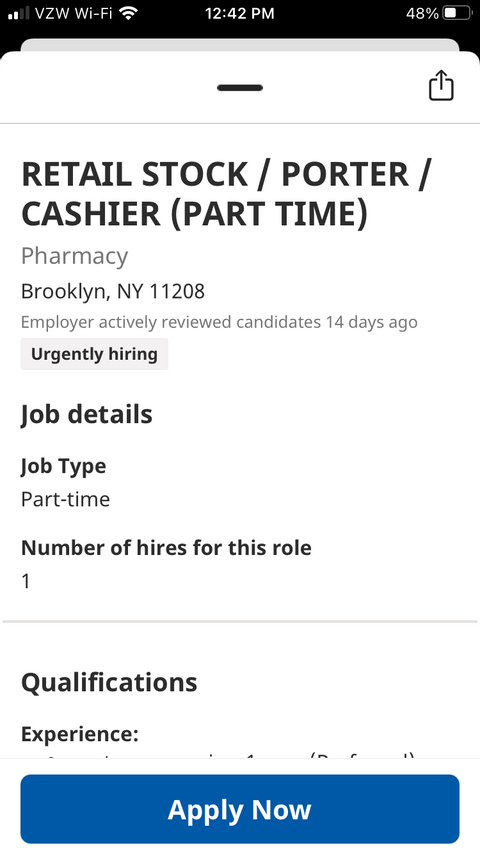 VZW Wi-Fi 12:42 PM 48%
RETAIL STOCK / PORTER /
CASHIER (PART TIME)
Pharmacy
Brooklyn, NY 11208
Employer actively reviewed candidates 14 days ago
Urgently hiring
Job details
Job Type
Part-time
Number of hires for this role
1
Qualifications
Experience:
Apply Now